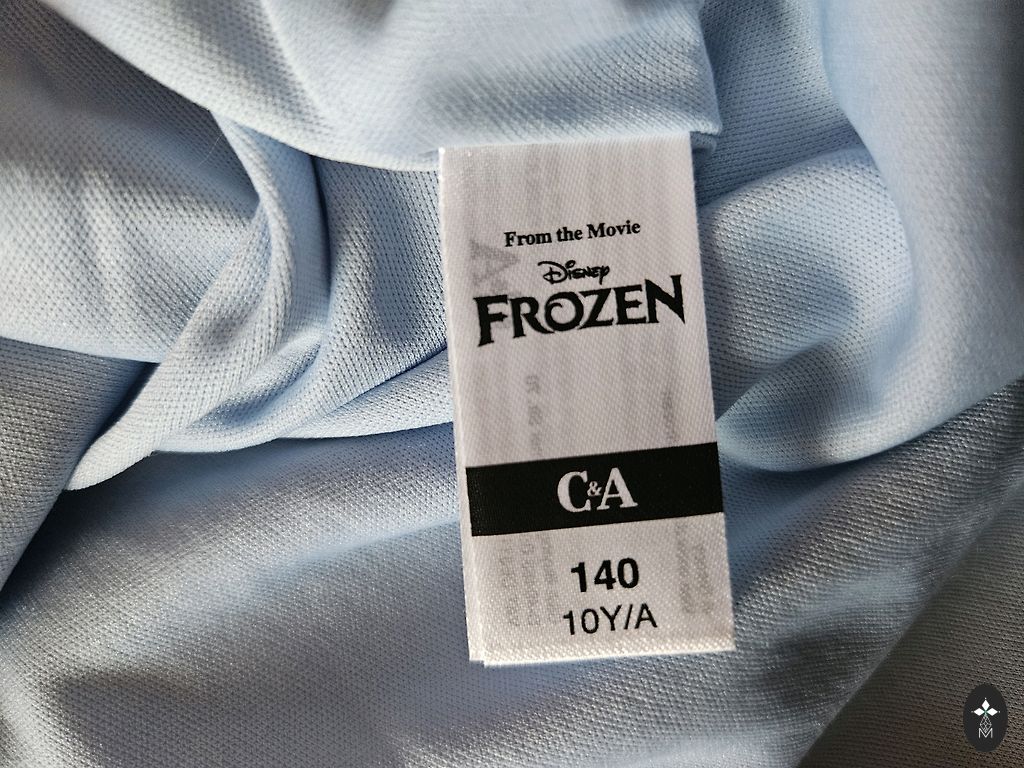 From the Movie
Disney
FROZEN
C&A
140
10Y/A
M